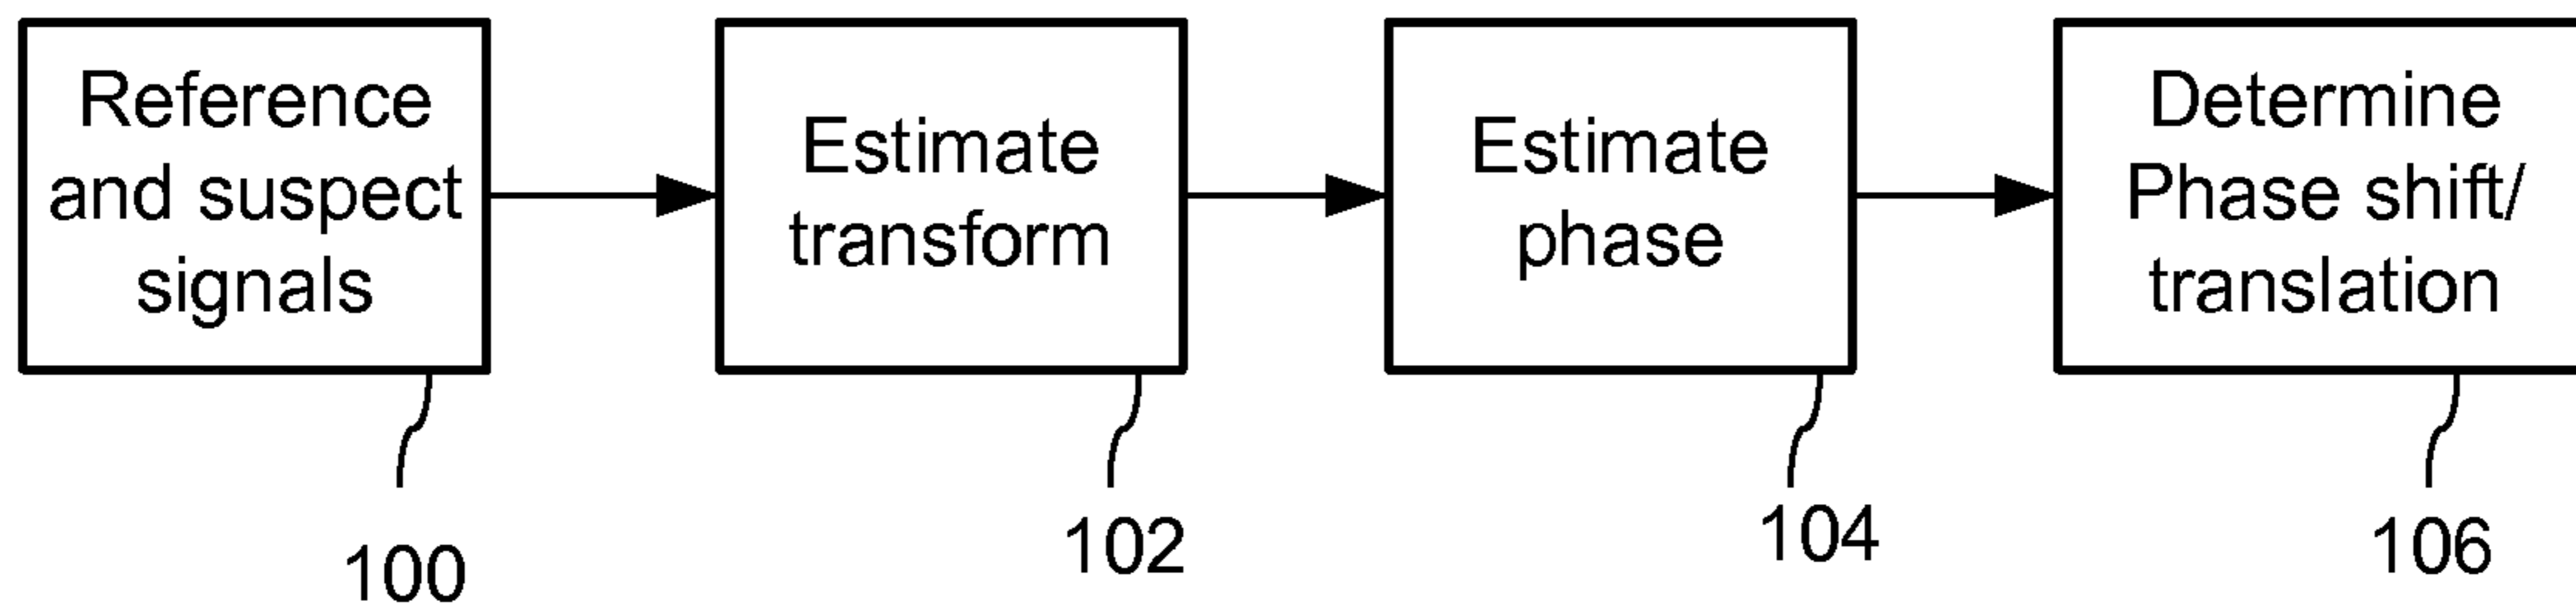 Reference
and suspect
signals
Estimate
transform
Estimate
phase
Determine
Phase shift/
translation
100
102
104
106